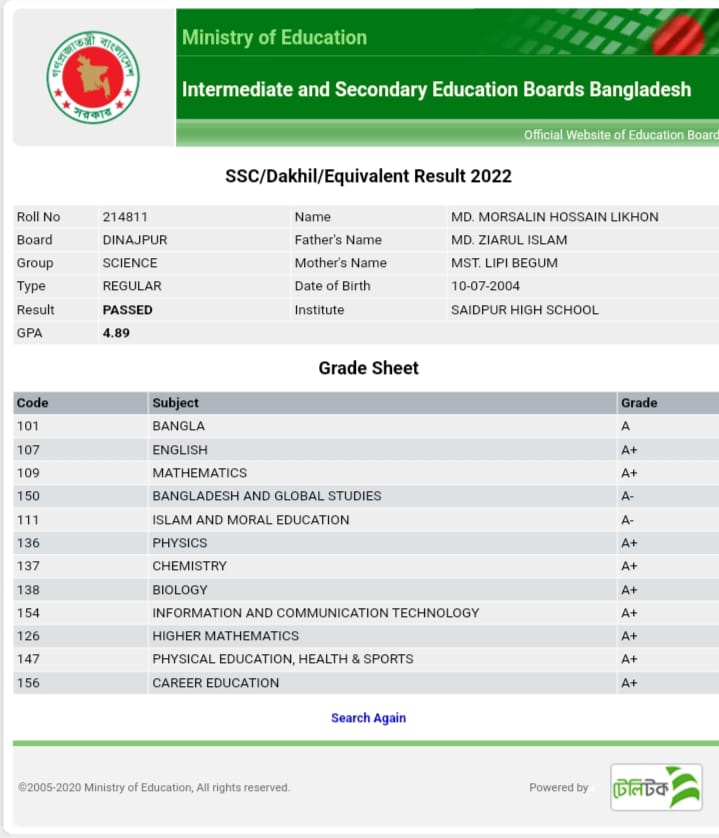 গণপ্রজাতন্ত্রী বাংলাদেশ
সরকার
Ministry of Education
Intermediate and Secondary Education Boards Bangladesh
Official Website of Education Board
SSC/Dakhil/Equivalent Result 2022
Roll No 214811 Name MD. MORSALIN HOSSAIN LIKHON
Board DINAJPUR Father's Name MD. ZIARUL ISLAM
Group SCIENCE Mother's Name MST. LIPI BEGUM
Type REGULAR Date of Birth 10-07-2004
Result PASSED Institute SAIDPUR HIGH SCHOOL
GPA 4.89
Grade Sheet
Code Subject Grade
101 BANGLA A
107 ENGLISH A+
109 MATHEMATICS A+
150 BANGLADESH AND GLOBAL STUDIES A-
111 ISLAM AND MORAL EDUCATION A-
136 PHYSICS A+
137 CHEMISTRY A+
138 BIOLOGY A+
154 INFORMATION AND COMMUNICATION TECHNOLOGY A+
126 HIGHER MATHEMATICS A+
147 PHYSICAL EDUCATION, HEALTH & SPORTS A+
156 CAREER EDUCATION A+
Search Again
©2005-2020 Ministry of Education, All rights reserved. Powered by
টেলিটক